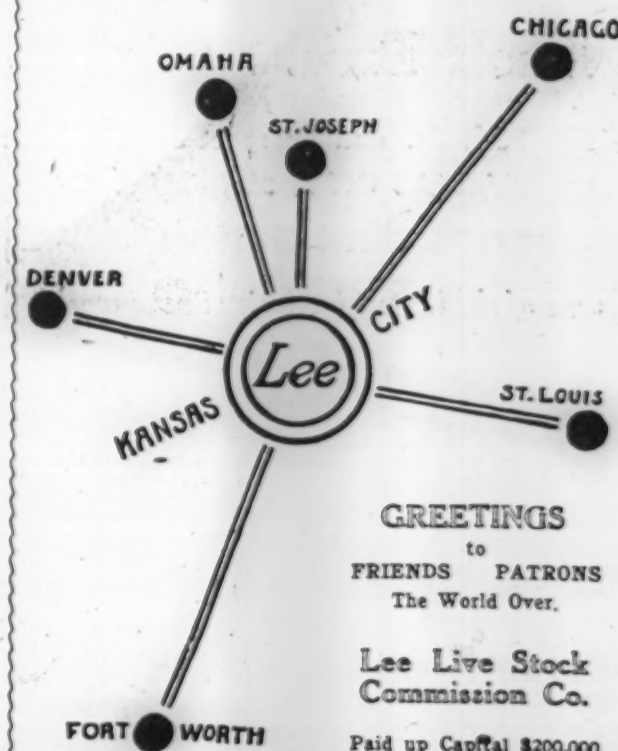 CHICAGO
OMAHA
ST. JOSEPH
DENVER
CITY
Lee
ST. LOUIS
KANSAS
GREETINGS
to
FRIENDS PATRONS
The World Over.
Lee Live Stock
Commission Co.
FORT WORTH
Paid up Capital $200,000